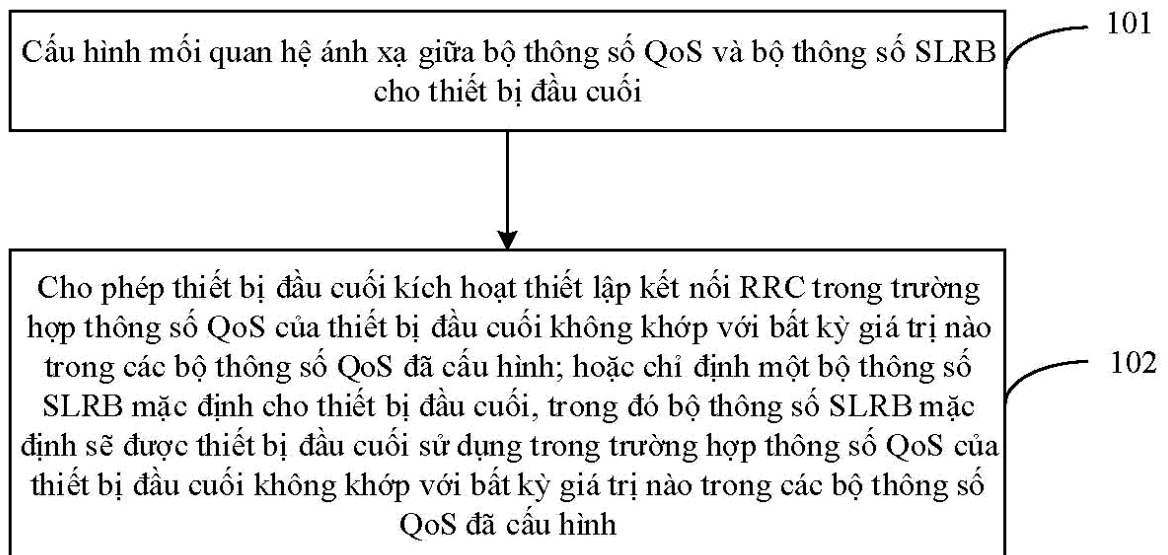 Cấu hình mối quan hệ ánh xạ giữa bộ thông số QoS và bộ thông số SLRB
cho thiết bị đầu cuối
101
Cho phép thiết bị đầu cuối kích hoạt thiết lập kết nối RRC trong trường
hợp thông số QoS của thiết bị đầu cuối không khớp với bất kỳ giá trị nào
trong các bộ thông số QoS đã cấu hình; hoặc chỉ định một bộ thông số
SLRB mặc định cho thiết bị đầu cuối, trong đó bộ thông số SLRB mặc
định sẽ được thiết bị đầu cuối sử dụng trong trường hợp thông số QoS của
thiết bị đầu cuối không khớp với bất kỳ giá trị nào trong các bộ thông số
QoS đã cấu hình
102